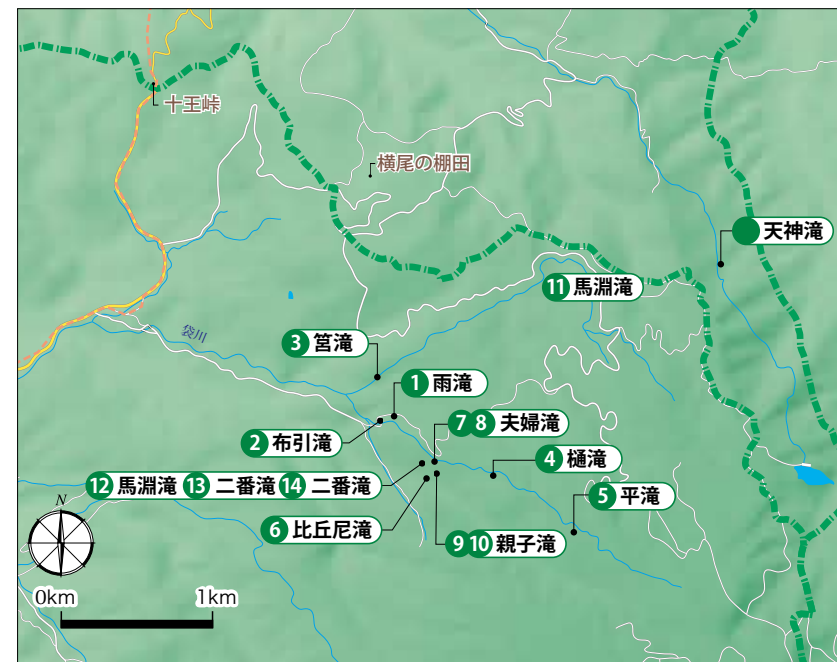 十王峠
横尾の棚田
天神滝
11 馬淵滝
袋川
3 筥滝
1 雨滝
2 布引滝
7 8 夫婦滝
4 樋滝
12 馬淵滝 13 二番滝 14 二番滝
5 平滝
6 比丘尼滝
9 10 親子滝
N
0km 1km